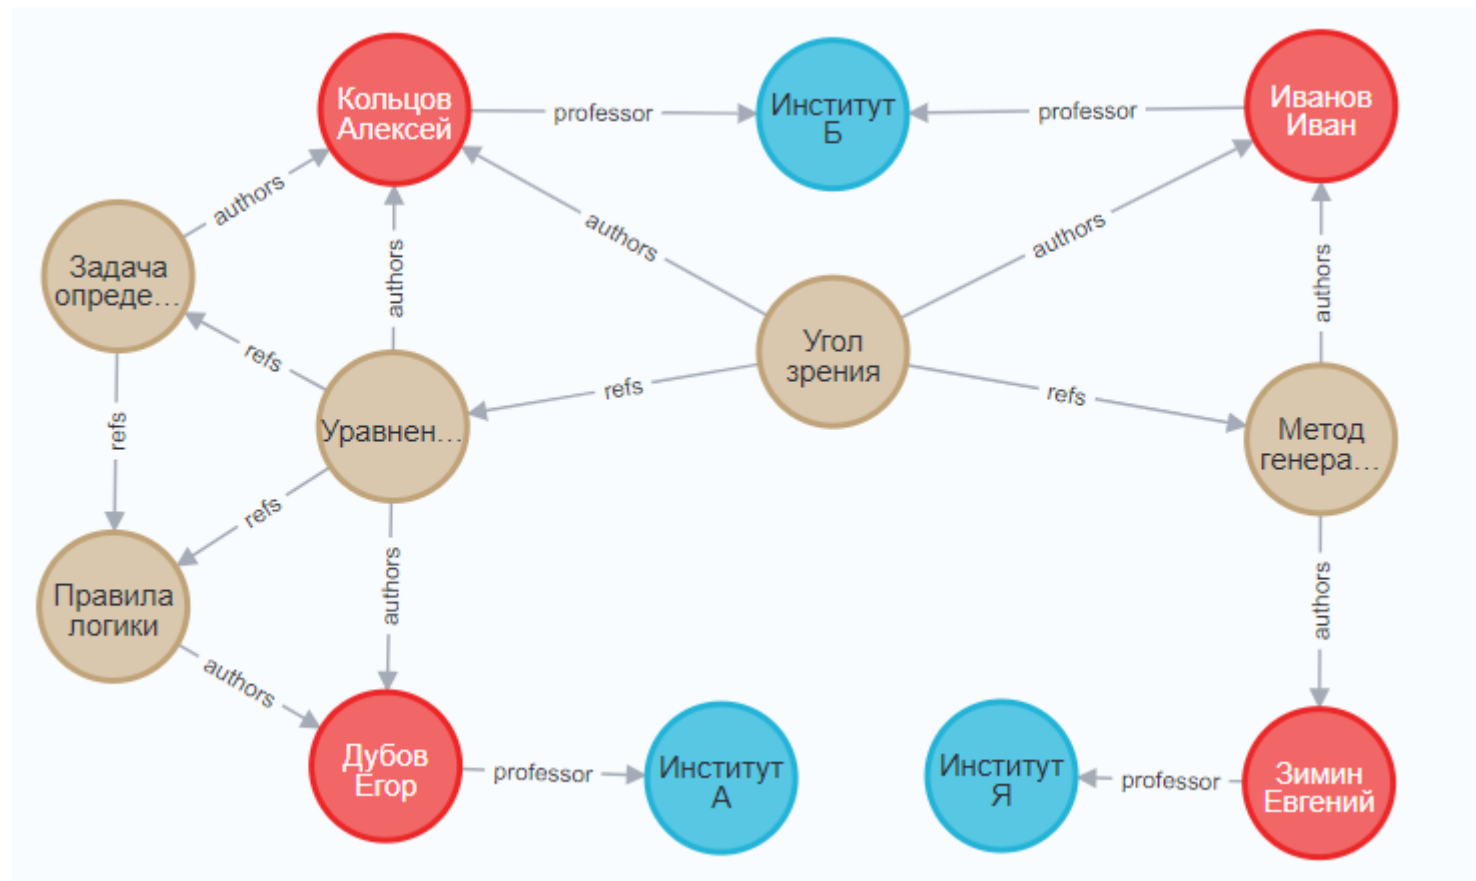 Кольцов
Алексей
professor
Институт
Б
professor
Иванов
Иван
authors
authors
authors
authors
authors
Задача
опреде...
refs
Уравнен...
refs
Угол
зрения
refs
Метод
генера...
refs
refs
authors
authors
Правила
логики
authors
Дубов
Егор
professor
Институт
А
Институт
Я
professor
Зимин
Евгений